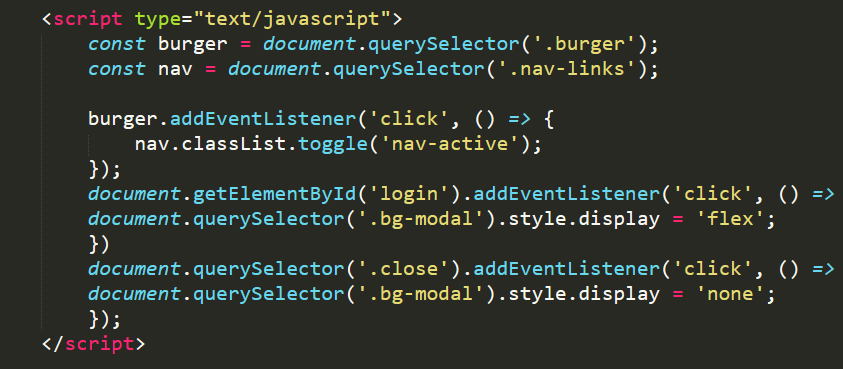 <script type="text/javascript">
    const burger = document.querySelector('.burger');
    const nav = document.querySelector('.nav-links');

    burger.addEventListener('click', () => {
        nav.classList.toggle('nav-active');
    });
    document.getElementById('login').addEventListener('click', () =>
    document.querySelector('.bg-modal').style.display = 'flex';
    })
    document.querySelector('.close').addEventListener('click', () =>
    document.querySelector('.bg-modal').style.display = 'none';
    });
</script>